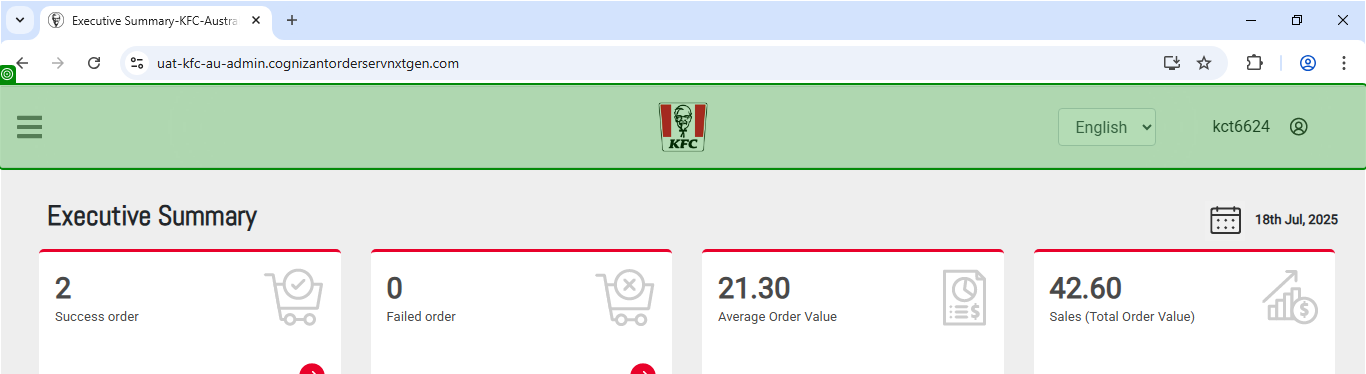 Executive Summary-KFC-Austra
uat-kfc-au-admin.cognizantorderservnxtgen.com
KFC
English
kct6624
Executive Summary
18th Jul, 2025
2
Success order
0
Failed order
21.30
Average Order Value
42.60
Sales (Total Order Value)